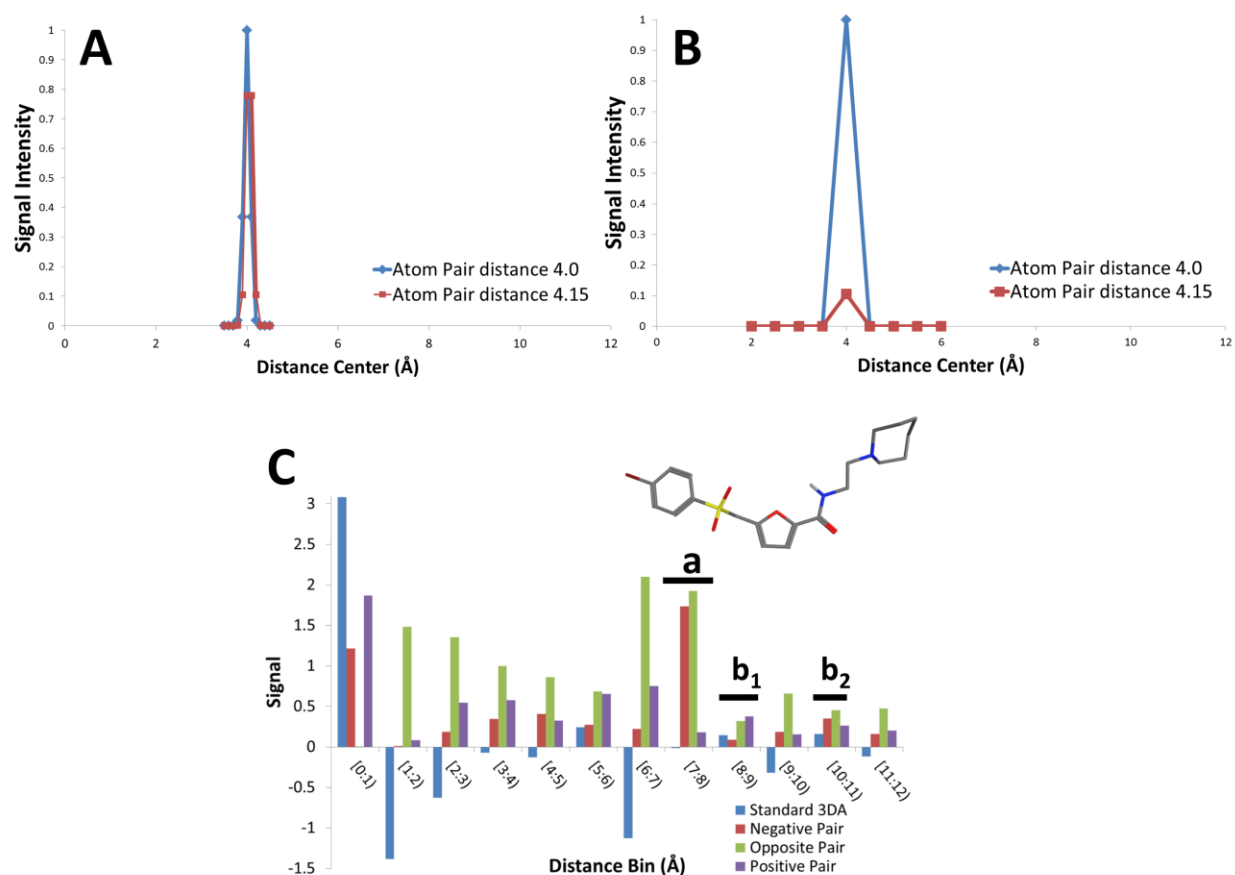 A
Signal Intensity
1
0.9
0.8
0.7
0.6
0.5
0.4
0.3
0.2
0.1
0
0 2 4 6 8 10 12
Distance Center (Å)
Atom Pair distance 4.0
Atom Pair distance 4.15
B
Signal Intensity
1
0.9
0.8
0.7
0.6
0.5
0.4
0.3
0.2
0.1
0
0 2 4 6 8 10 12
Distance Center (Å)
Atom Pair distance 4.0
Atom Pair distance 4.15
C
Signal
3
2.5
2
1.5
1
0.5
0
-0.5
-1
-1.5
a
b1
b2
[0:1) [1:2) [2:3) [3:4) [4:5) [5:6) [6:7) [7:8) [8:9) [9:10) [10:11) [11:12)
Distance Bin (Å)
Standard 3DA
Negative Pair
Opposite Pair
Positive Pair